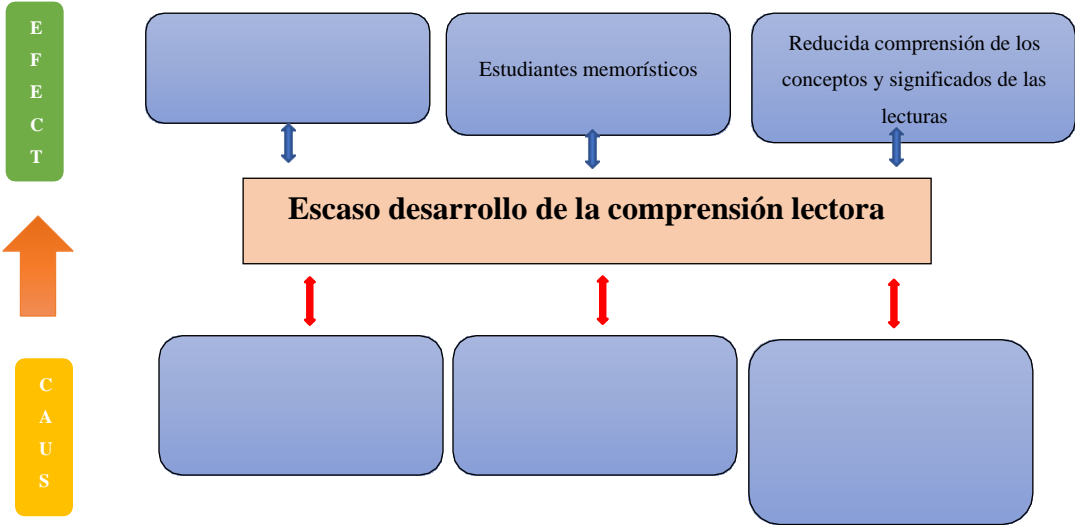 E
F
E
C
T
Estudiantes memorísticos
Reducida comprensión de los
conceptos y significados de las
lecturas
Escaso desarrollo de la comprensión lectora
C
A
U
S